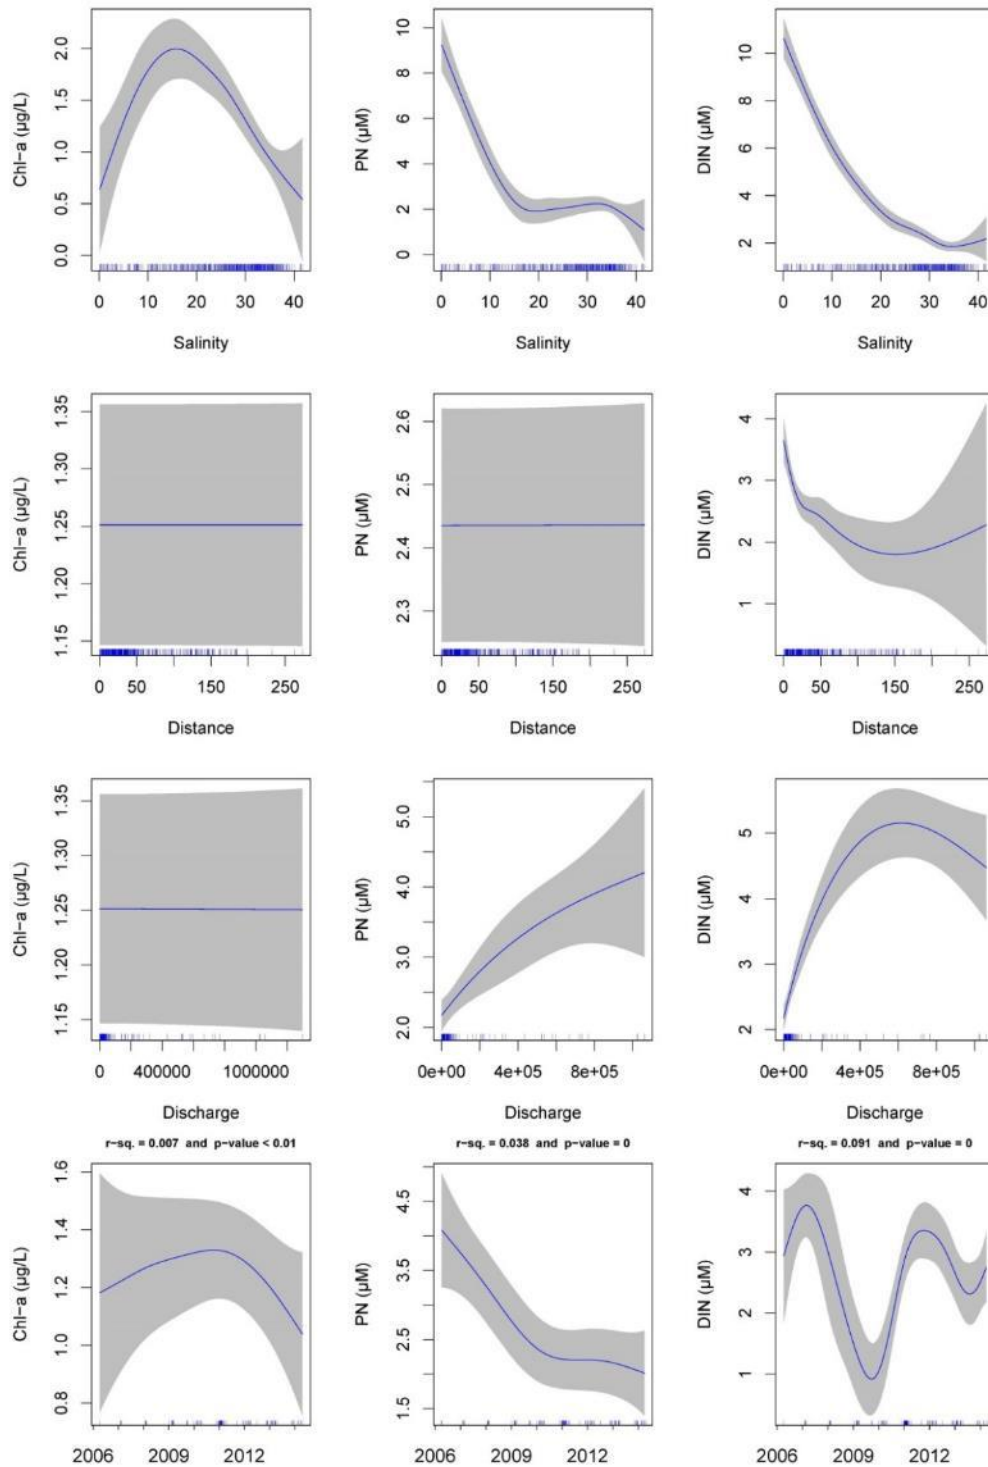 Chl-a (µg/L)
0.0 0.5 1.0 1.5 2.0
0 10 20 30 40
Salinity
PN (µM)
0 2 4 6 8 10
0 10 20 30 40
Salinity
DIN (µM)
2 4 6 8 10
0 10 20 30 40
Salinity
Chl-a (µg/L)
1.15 1.20 1.25 1.30 1.35
0 50 150 250
Distance
PN (µM)
2.3 2.4 2.5 2.6
0 50 150 250
Distance
DIN (µM)
1 2 3 4
0 50 150 250
Distance
Chl-a (µg/L)
1.15 1.20 1.25 1.30 1.35
0 400000 1000000
Discharge
PN (µM)
2.0 3.0 4.0 5.0
0e+00 4e+05 8e+05
Discharge
DIN (µM)
2 3 4 5
0e+00 4e+05 8e+05
Discharge
r-sq. = 0.007 and p-value < 0.01
Chl-a (µg/L)
0.8 1.0 1.2 1.4 1.6
2006 2009 2012
r-sq. = 0.038 and p-value = 0
PN (µM)
1.5 2.5 3.5 4.5
2006 2009 2012
r-sq. = 0.091 and p-value = 0
DIN (µM)
1 2 3 4
2006 2009 2012